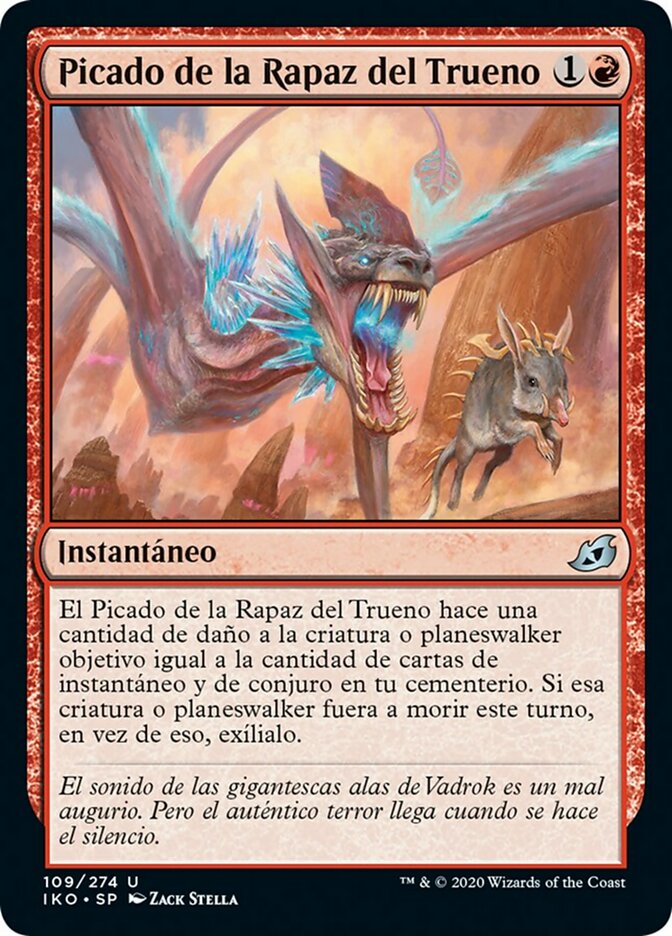 Picado de la Rapaz del Trueno 1
Instantáneo
El Picado de la Rapaz del Trueno hace una
cantidad de daño a la criatura o planeswalker
objetivo igual a la cantidad de cartas de
instantáneo y de conjuro en tu cementerio. Si esa
criatura o planeswalker fuera a morir este turno,
en vez de eso, exílialo.
El sonido de las gigantescas alas de Vadrok es un mal
augurio. Pero el auténtico terror llega cuando se hace
el silencio.
109/274 U
IKO • SP Zack Stella
™ & © 2020 Wizards of the Coast